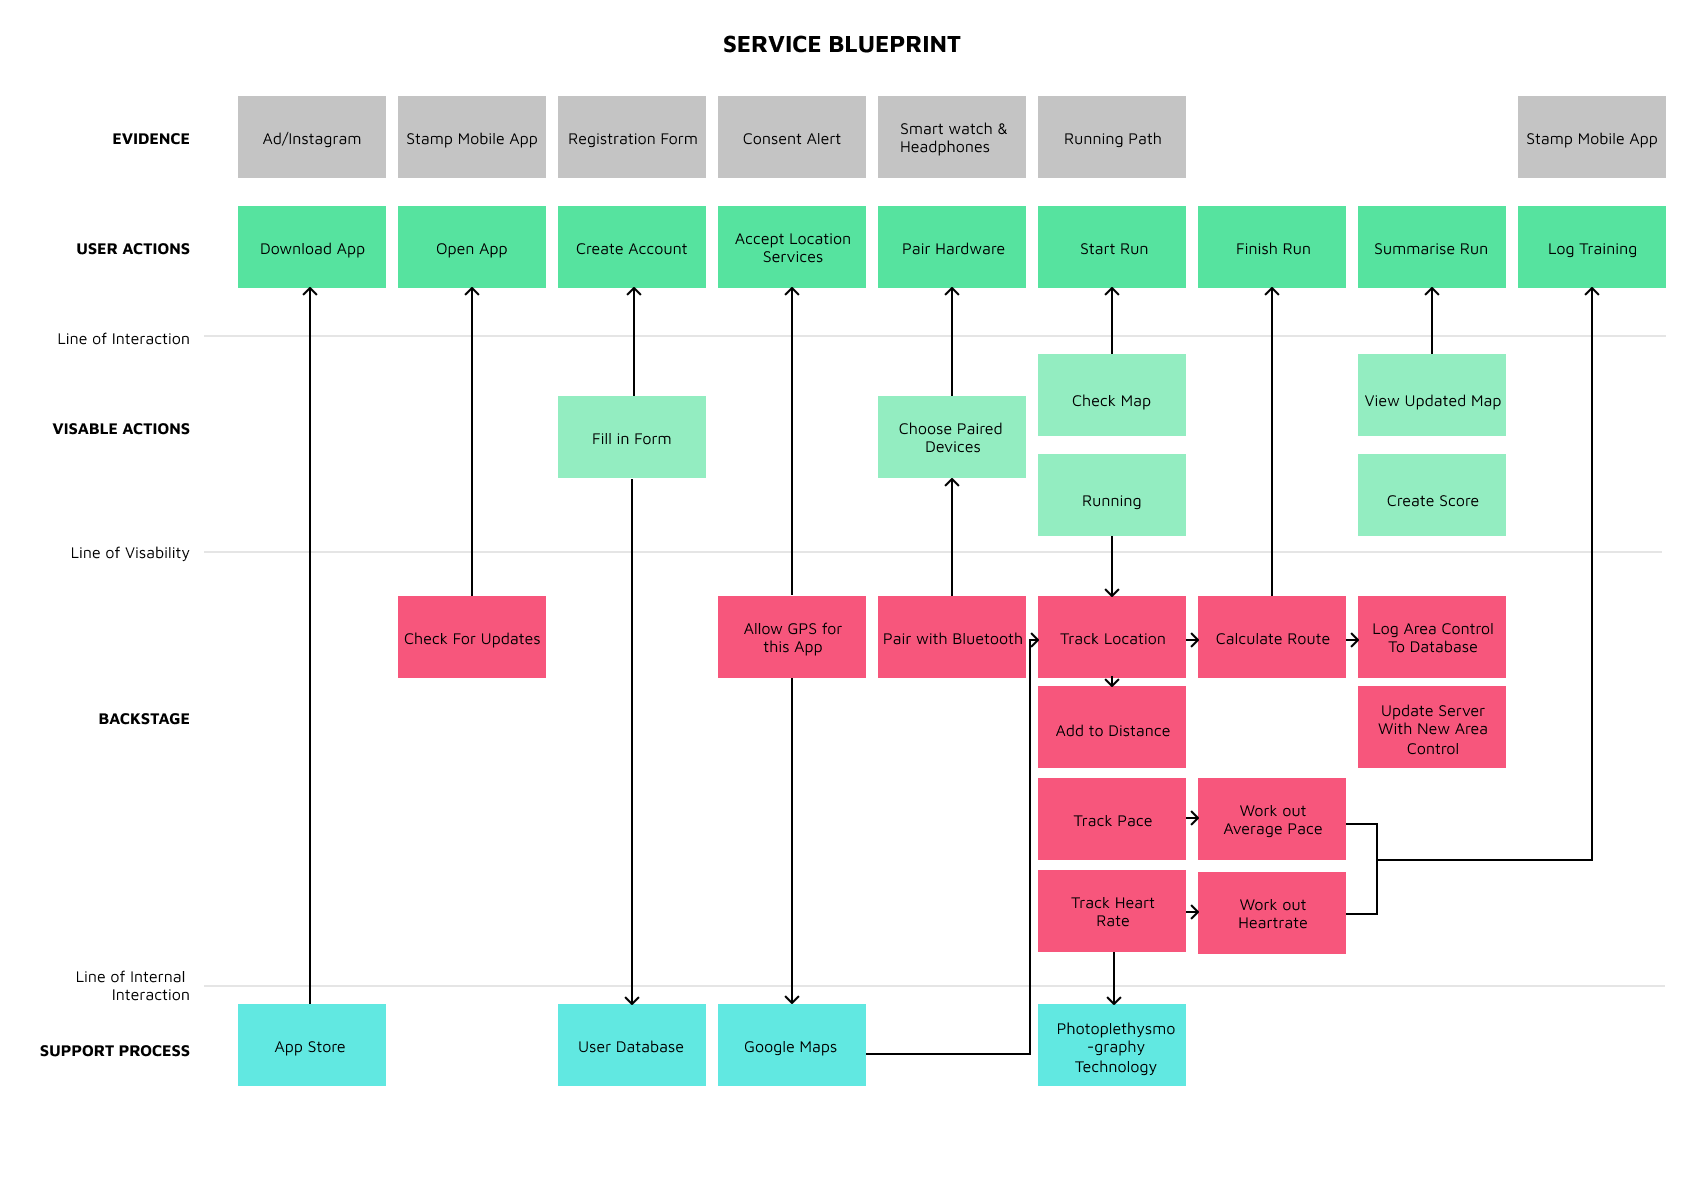 SERVICE BLUEPRINT
EVIDENCE
Ad/Instagram
Stamp Mobile App
Registration Form
Consent Alert
Smart watch &
Headphones
Running Path
Stamp Mobile App
USER ACTIONS
Download App
Open App
Create Account
Accept Location
Services
Pair Hardware
Start Run
Finish Run
Summarise Run
Log Training
Line of Interaction
VISABLE ACTIONS
Fill in Form
Choose Paired
Devices
Check Map
Running
View Updated Map
Create Score
Line of Visability
BACKSTAGE
Check For Updates
Allow GPS for
this App
Pair with Bluetooth
Track Location
Calculate Route
Log Area Control
To Database
Add to Distance
Update Server
With New Area
Control
Track Pace
Work out
Average Pace
Track Heart
Rate
Work out
Heartrate
Line of Internal
Interaction
SUPPORT PROCESS
App Store
User Database
Google Maps
Photoplethysmo
-graphy
Technology